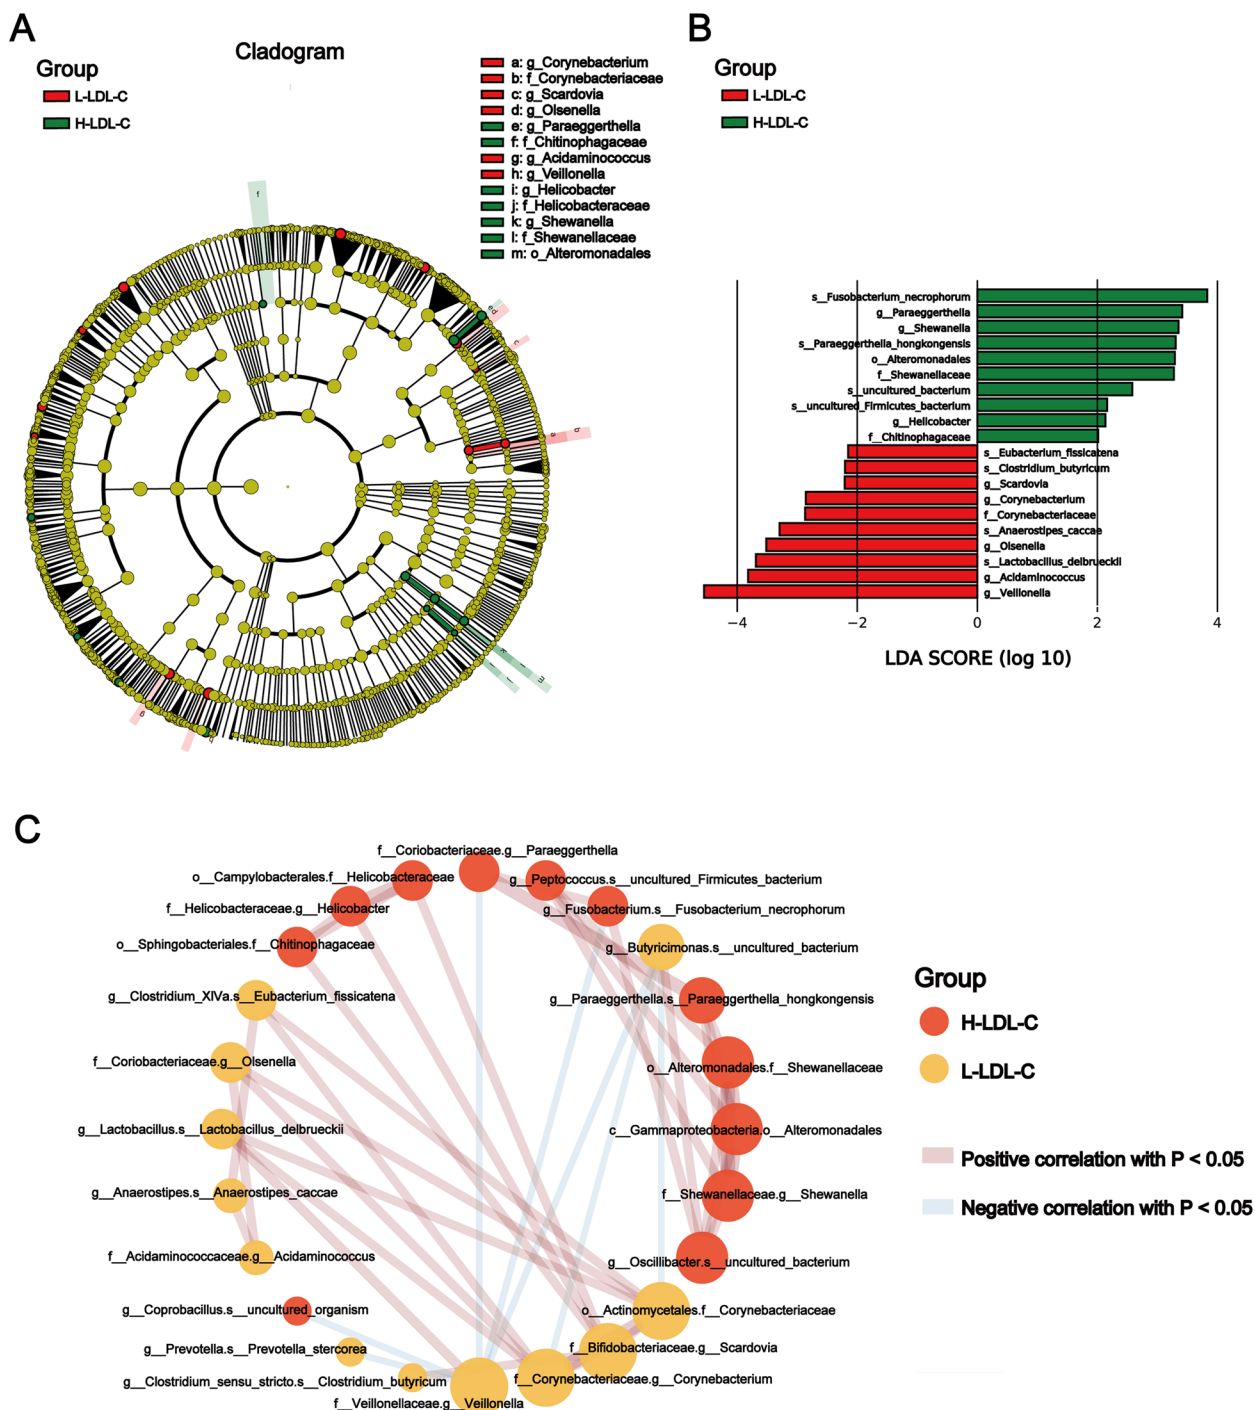 A
Cladogram
Group
L-LDL-C
H-LDL-C
a: g_Corynebacterium
b: f_Corynebacteriaceae
c: g_Scardovia
d: g_Olsenella
e: g_Paraeggerthella
f: f_Chitinophagaceae
g: g_Acidaminococcus
h: g_Veillonella
i: g_Helicobacter
j: f_Helicobacteraceae
k: g_Shewanella
l: f_Shewanellaceae
m: o_Alteromonadales
f
e
d
c
b
a
k
l
m
g
B
Group
L-LDL-C
H-LDL-C
s__Fusobacterium_necrophorum
g__Paraeggerthella
g__Shewanella
s__Paraeggerthella_hongkongensis
o__Alteromonadales
f__Shewanellaceae
s__uncultured_bacterium
s__uncultured_Firmicutes_bacterium
g__Helicobacter
f__Chitinophagaceae
s__Eubacterium_fissicatena
s__Clostridium_butyricum
g__Scardovia
g__Corynebacterium
f__Corynebacteriaceae
s__Anaerostipes_caccae
g__Olsenella
s__Lactobacillus_delbrueckii
g__Acidaminococcus
g__Veillonella
−4 −2 0 2 4
LDA SCORE (log 10)
C
f__Coriobacteriaceae.g__Paraeggerthella
o__Campylobacterales.f__Helicobacteraceae
g__Peptococcus.s__uncultured_Firmicutes_bacterium
f__Helicobacteraceae.g__Helicobacter
g__Fusobacterium.s__Fusobacterium_necrophorum
o__Sphingobacteriales.f__Chitinophagaceae
g__Butyricimonas.s__uncultured_bacterium
g__Clostridium_XlVa.s__Eubacterium_fissicatena
g__Paraeggerthella.s__Paraeggerthella_hongkongensis
f__Coriobacteriaceae.g__Olsenella
o__Alteromonadales.f__Shewanellaceae
g__Lactobacillus.s__Lactobacillus_delbrueckii
c__Gammaproteobacteria.o__Alteromonadales
g__Anaerostipes.s__Anaerostipes_caccae
f__Shewanellaceae.g__Shewanella
f__Acidaminococcaceae.g__Acidaminococcus
g__Oscillibacter.s__uncultured_bacterium
g__Coprobacillus.s__uncultured_organism
o__Actinomycetales.f__Corynebacteriaceae
g__Prevotella.s__Prevotella_stercorea
f__Bifidobacteriaceae.g__Scardovia
g__Clostridium_sensu_stricto.s__Clostridium_butyricum
f__Corynebacteriaceae.g__Corynebacterium
f__Veillonellaceae.g__Veillonella
Group
H-LDL-C
L-LDL-C
Positive correlation with P < 0.05
Negative correlation with P < 0.05